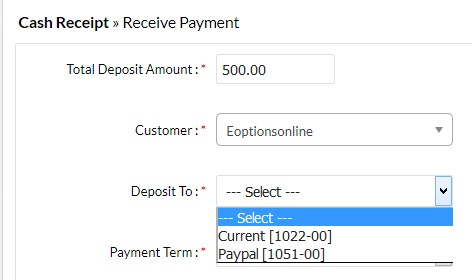 Cash Receipt » Receive Payment
Total Deposit Amount : * 500.00
Customer : * Eoptionsonline
Deposit To : * --- Select ---
--- Select ---
Current [1022-00]
Payment Term : * Paypal [1051-00]